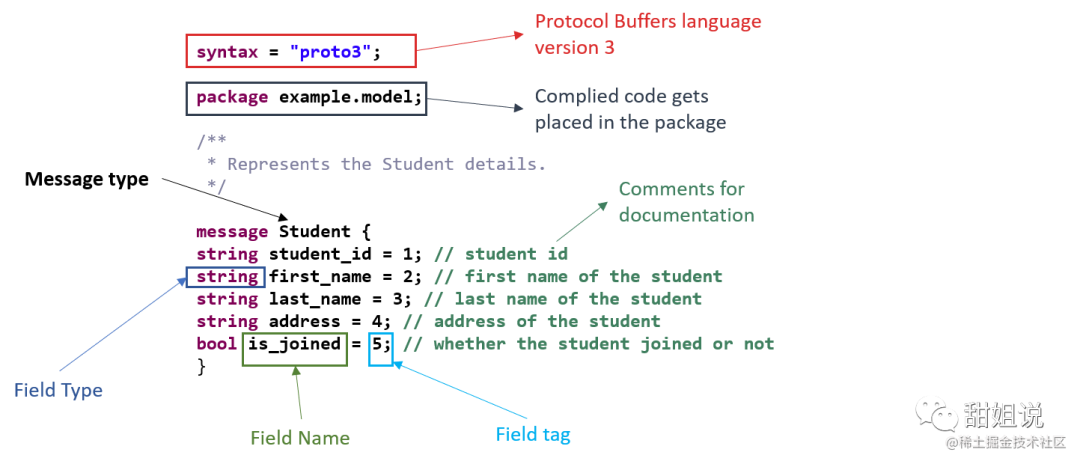 Protocol Buffers language
version 3
syntax = "proto3";
package example.model;
Complied code gets
placed in the package
/**
* Represents the Student details.
*/
Message type
Comments for
documentation
message Student {
string student_id = 1; // student id
string first_name = 2; // first name of the student
string last_name = 3; // last name of the student
string address = 4; // address of the student
bool is_joined = 5; // whether the student joined or not
}
Field Type
Field Name
Field tag
甜姐说
@稀土掘金技术社区